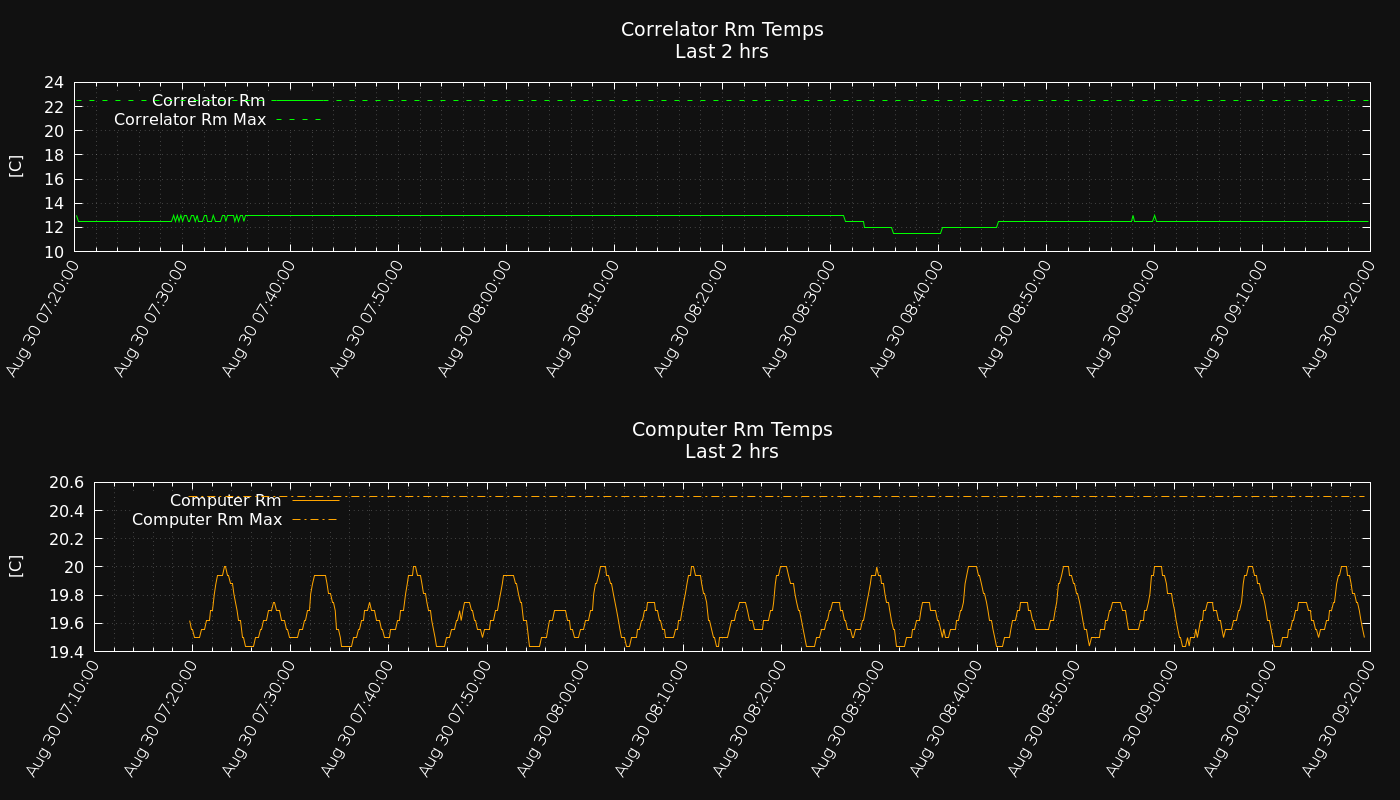 Correlator Rm Temps
Last 2 hrs
24
22
20
18
16
14
12
10
[C]
Correlator Rm
Correlator Rm Max
Aug 30 07:20:00
Aug 30 07:30:00
Aug 30 07:40:00
Aug 30 07:50:00
Aug 30 08:00:00
Aug 30 08:10:00
Aug 30 08:20:00
Aug 30 08:30:00
Aug 30 08:40:00
Aug 30 08:50:00
Aug 30 09:00:00
Aug 30 09:10:00
Aug 30 09:20:00
Computer Rm Temps
Last 2 hrs
20.6
20.4
20.2
20
19.8
19.6
19.4
[C]
Computer Rm
Computer Rm Max
Aug 30 07:10:00
Aug 30 07:20:00
Aug 30 07:30:00
Aug 30 07:40:00
Aug 30 07:50:00
Aug 30 08:00:00
Aug 30 08:10:00
Aug 30 08:20:00
Aug 30 08:30:00
Aug 30 08:40:00
Aug 30 08:50:00
Aug 30 09:00:00
Aug 30 09:10:00
Aug 30 09:20:00